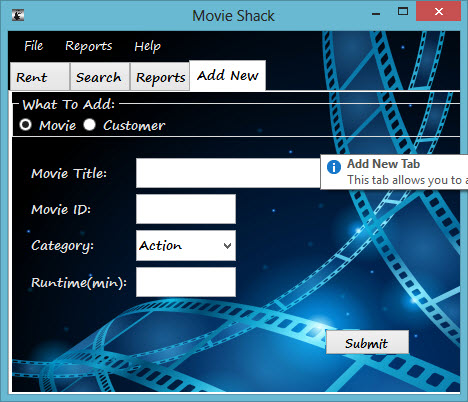 Movie Shack
File Reports Help
Rent Search Reports Add New
What To Add:
Movie Customer
Add New Tab
This tab allows you to a
Movie Title:
Movie ID:
Category: Action
Runtime(min):
Submit